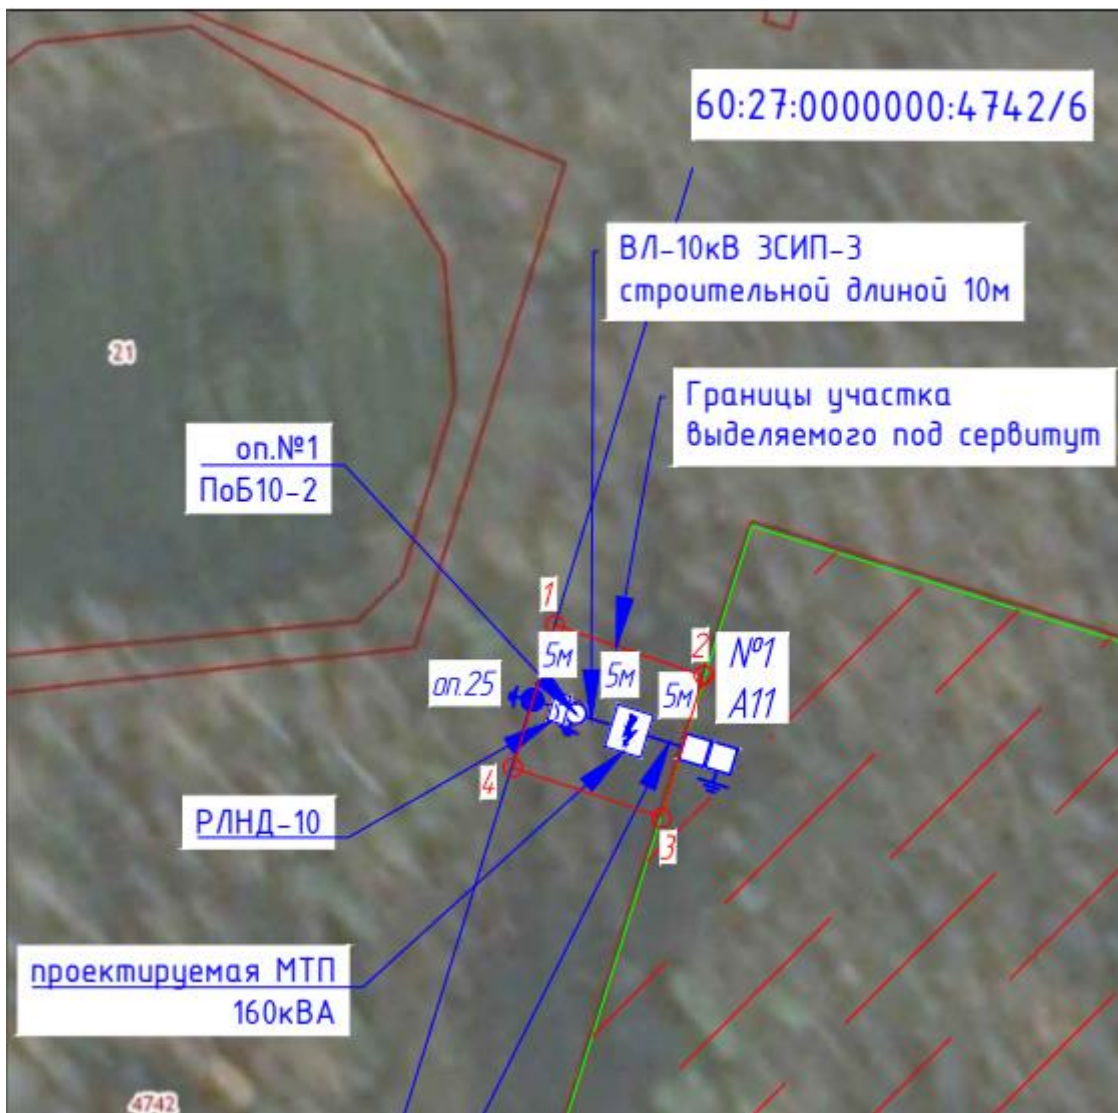 60:27:0000000:4742/6
ВЛ-10кВ 3СИП-3
строительной длиной 10м
21
Границы участка
выделяемого под сервитут
оп.№1
ПоБ10-2
1
2
№1
А11
5м
5м
5м
оп.25
4
РЛНД-10
3
проектируемая МТП
160кВА
4742